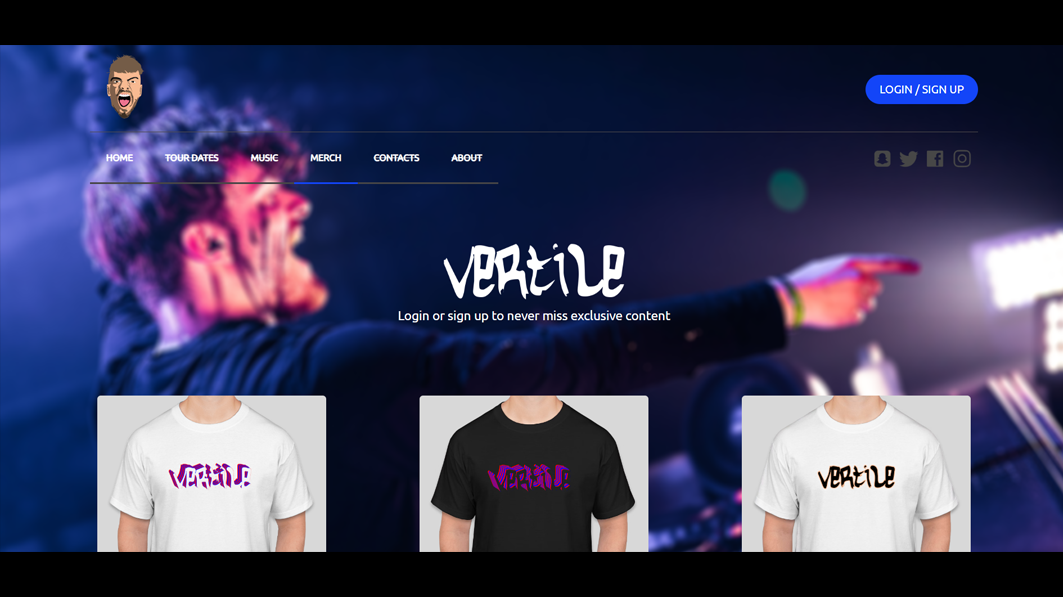 LOGIN / SIGN UP
HOME TOUR DATES MUSIC MERCH CONTACTS ABOUT
VERTILE
Login or sign up to never miss exclusive content
VERTILE VERTILE VERTILE